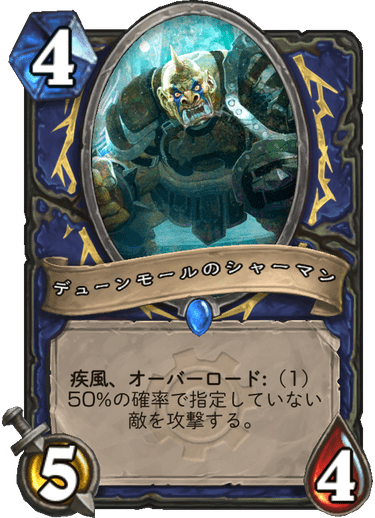 4
デューンモールのシャーマン
疾風、オーバーロード:（1）
50%の確率で指定していない
敵を攻撃する。
5
4